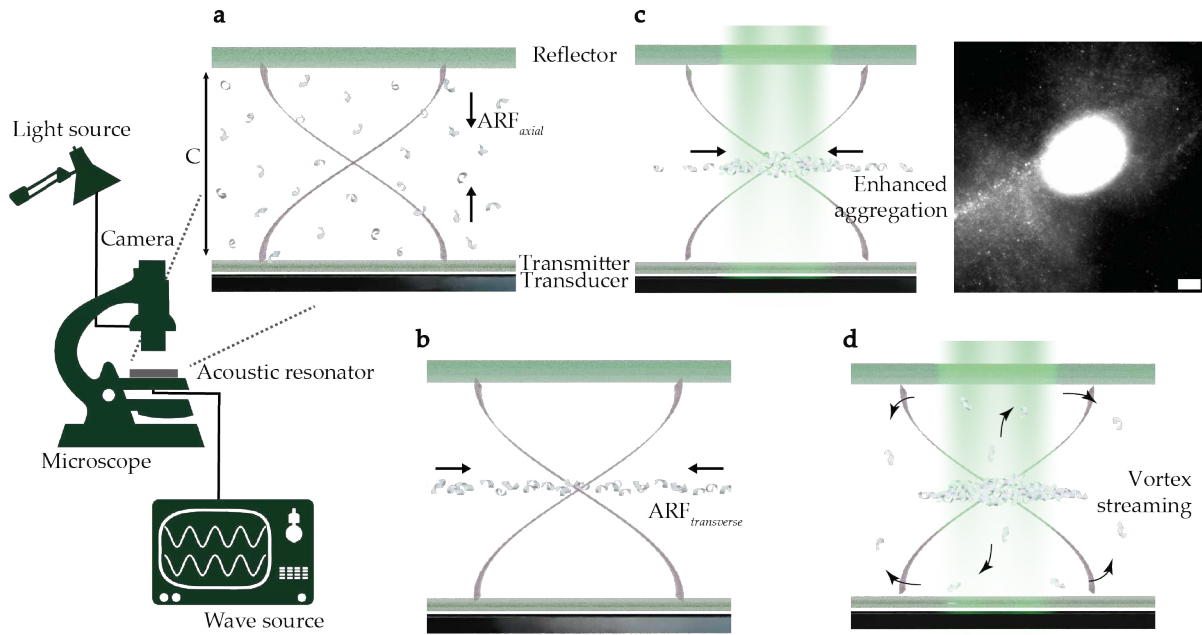 a
Reflector
ARFaxial
C
Transmitter
Transducer
Light source
Camera
Acoustic resonator
Microscope
Wave source
b
ARFtransverse
c
Enhanced
aggregation
d
Vortex
streaming